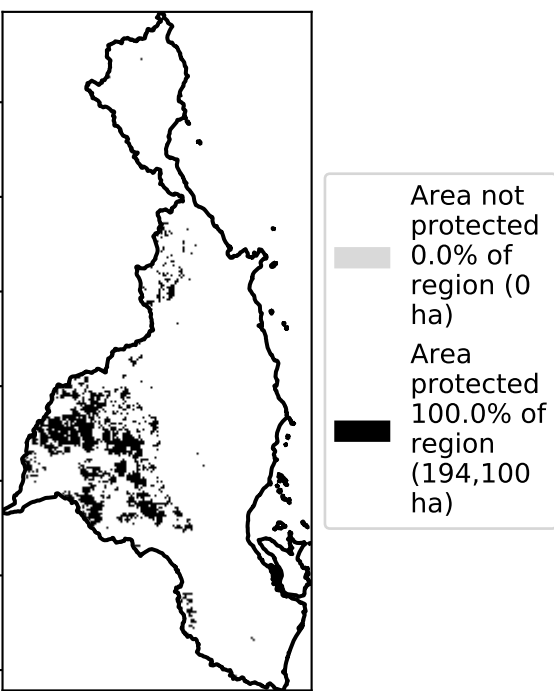 Area not
protected
0.0% of
region (0
ha)
Area
protected
100.0% of
region
(194,100
ha)